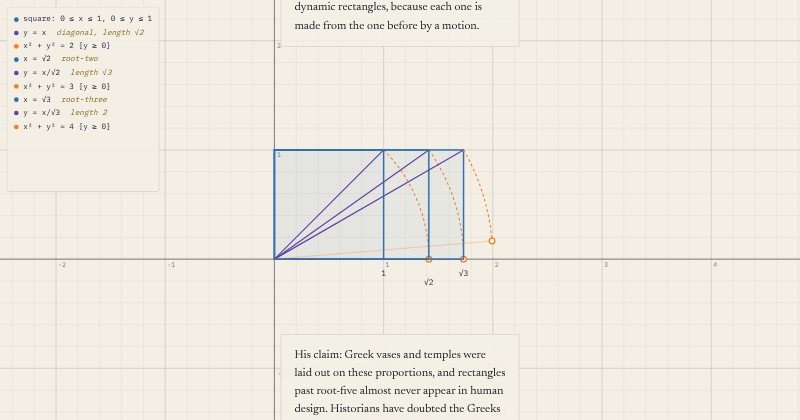 dynamic rectangles, because each one is
made from the one before by a motion.
square: 0 ≤ x ≤ 1, 0 ≤ y ≤ 1
y = x diagonal, length √2
x² + y² = 2 {y ≥ 0}
x = √2 root-two
y = x/√2 length √3
x² + y² = 3 {y ≥ 0}
x = √3 root-three
y = x/√3 length 2
x² + y² = 4 {y ≥ 0}
2
1
-2 -1 1 2 3 4
1 √2 √3
His claim: Greek vases and temples were
laid out on these proportions, and rectangles
past root-five almost never appear in human
design. Historians have doubted the Greeks